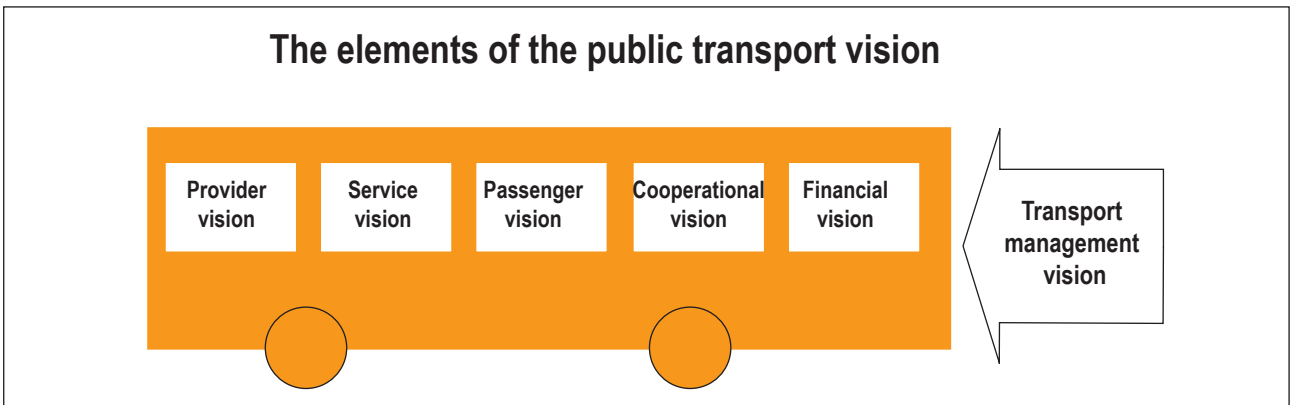 The elements of the public transport vision
Provider
vision
Service
vision
Passenger
vision
Cooperational
vision
Financial
vision
Transport
management
vision